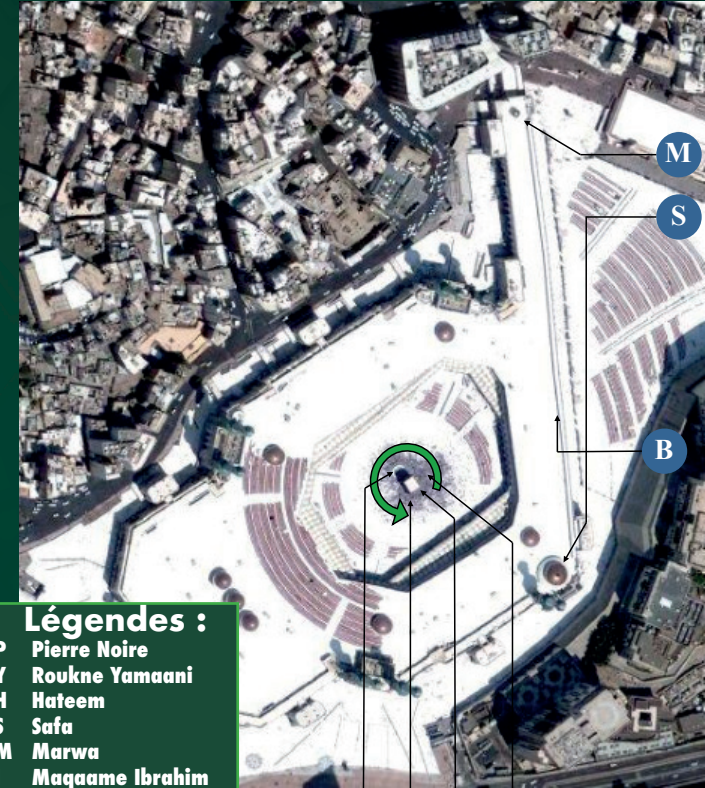 M
S
B
Légendes :
P Pierre Noire
Y Roukne Yamaani
H Hateem
S Safa
M Marwa
Maqaame Ibrahim